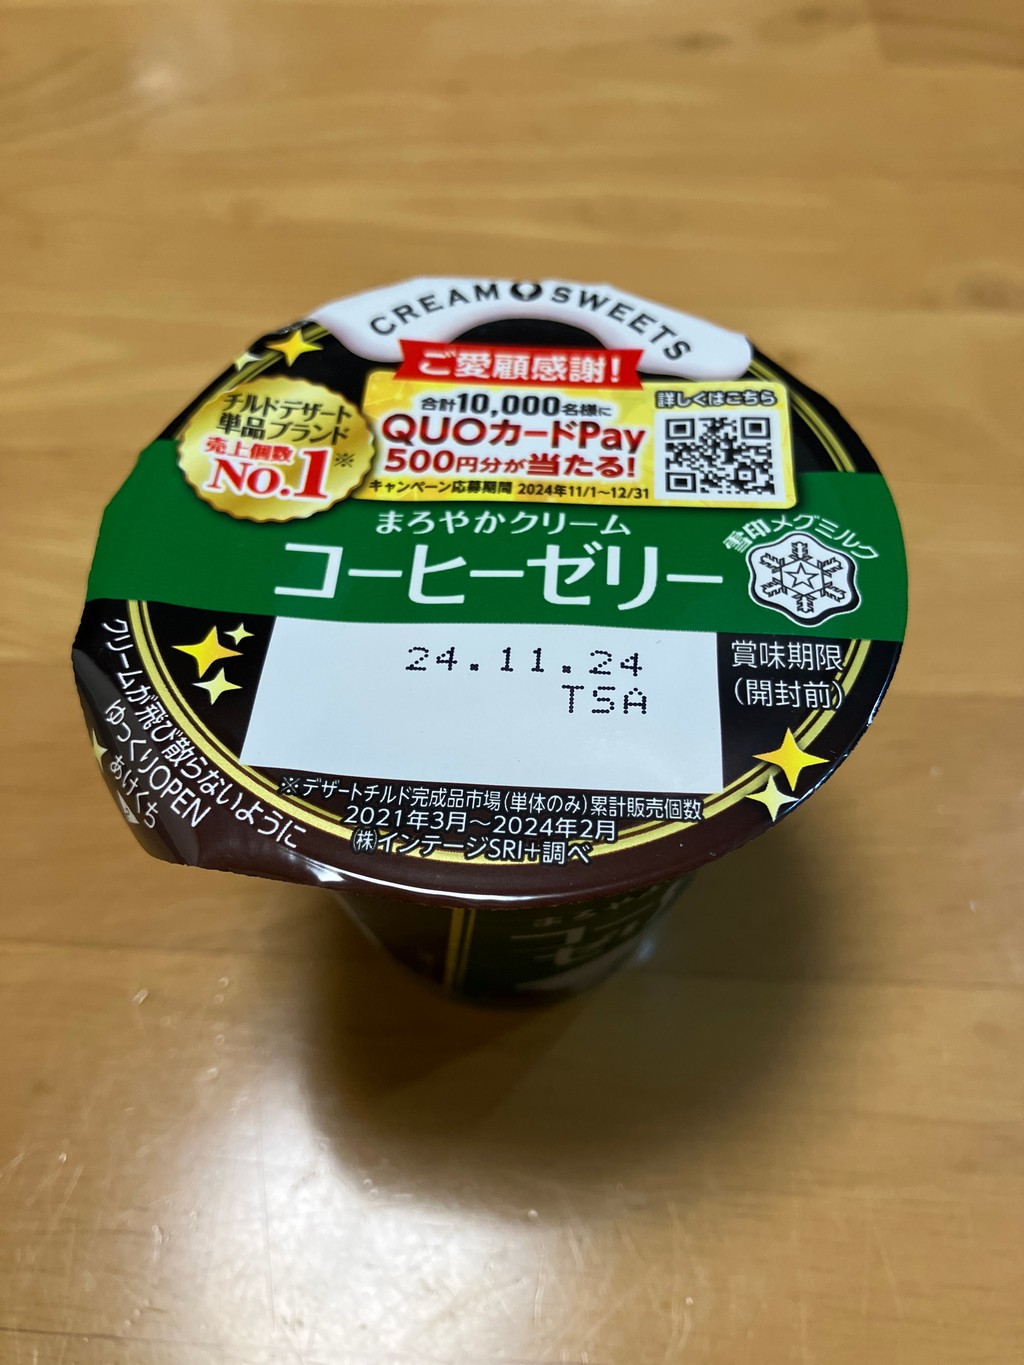 CREAM SWEETS
ご愛顧感謝!
合計10,000名様に
QUOカードPay
500円分が当たる!
キャンペーン応募期間 2024年11/1~12/31
詳しくはこちら
チルドデザート
単品ブランド
売上個数
No.1※
まろやかクリーム
コーヒーゼリー
雪印メグミルク
24.11.24
TSA
賞味期限
(開封前)
クリームが飛び散らないように
ゆっくりOPEN
あけくち
※デザートチルド完成品市場(単体のみ)累計販売個数
2021年3月~2024年2月
㈱インテージSRI+調べ